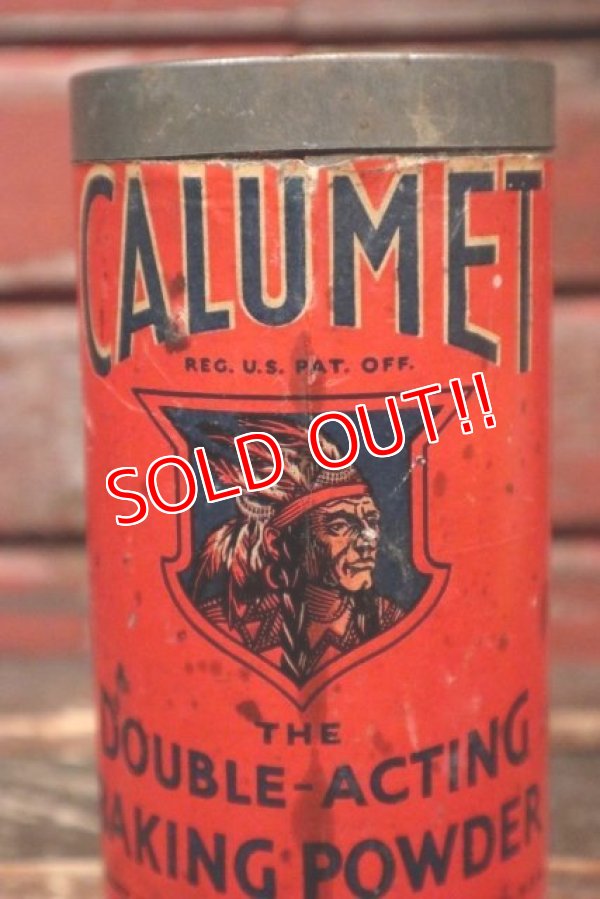 CALUMET
REG. U.S. PAT. OFF.
SOLD OUT!!
THE
DOUBLE-ACTING
BAKING POWDER